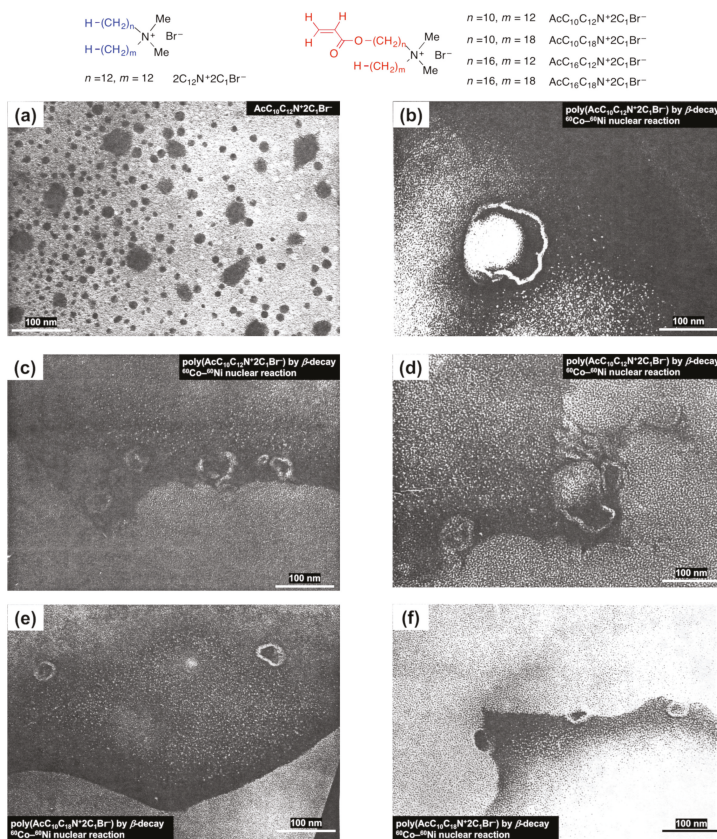 H–(CH₂)ₙ Me
N⁺ Br⁻
H–(CH₂)ₘ Me
n=12, m = 12 2C₁₂N⁺2C₁Br⁻
H H
H O (CH₂)ₙ Me
O N⁺ Br⁻
H–(CH₂)ₘ Me
n=10, m = 12 AcC₁₀C₁₂N⁺2C₁Br⁻
n=10, m = 18 AcC₁₀C₁₈N⁺2C₁Br⁻
n=16, m = 12 AcC₁₆C₁₂N⁺2C₁Br⁻
n=16, m = 18 AcC₁₆C₁₈N⁺2C₁Br⁻
(a)
AcC₁₀C₁₂N⁺2C₁Br⁻
100 nm
(b)
poly(AcC₁₀C₁₂N⁺2C₁Br⁻) by β-decay
⁶⁰Co–⁶⁰Ni nuclear reaction
100 nm
(c)
poly(AcC₁₀C₁₂N⁺2C₁Br⁻) by β-decay
⁶⁰Co–⁶⁰Ni nuclear reaction
100 nm
(d)
poly(AcC₁₀C₁₂N⁺2C₁Br⁻) by β-decay
⁶⁰Co–⁶⁰Ni nuclear reaction
100 nm
(e)
poly(AcC₁₀C₁₈N⁺2C₁Br⁻) by β-decay
⁶⁰Co–⁶⁰Ni nuclear reaction
100 nm
(f)
poly(AcC₁₀C₁₈N⁺2C₁Br⁻) by β-decay
⁶⁰Co–⁶⁰Ni nuclear reaction
100 nm